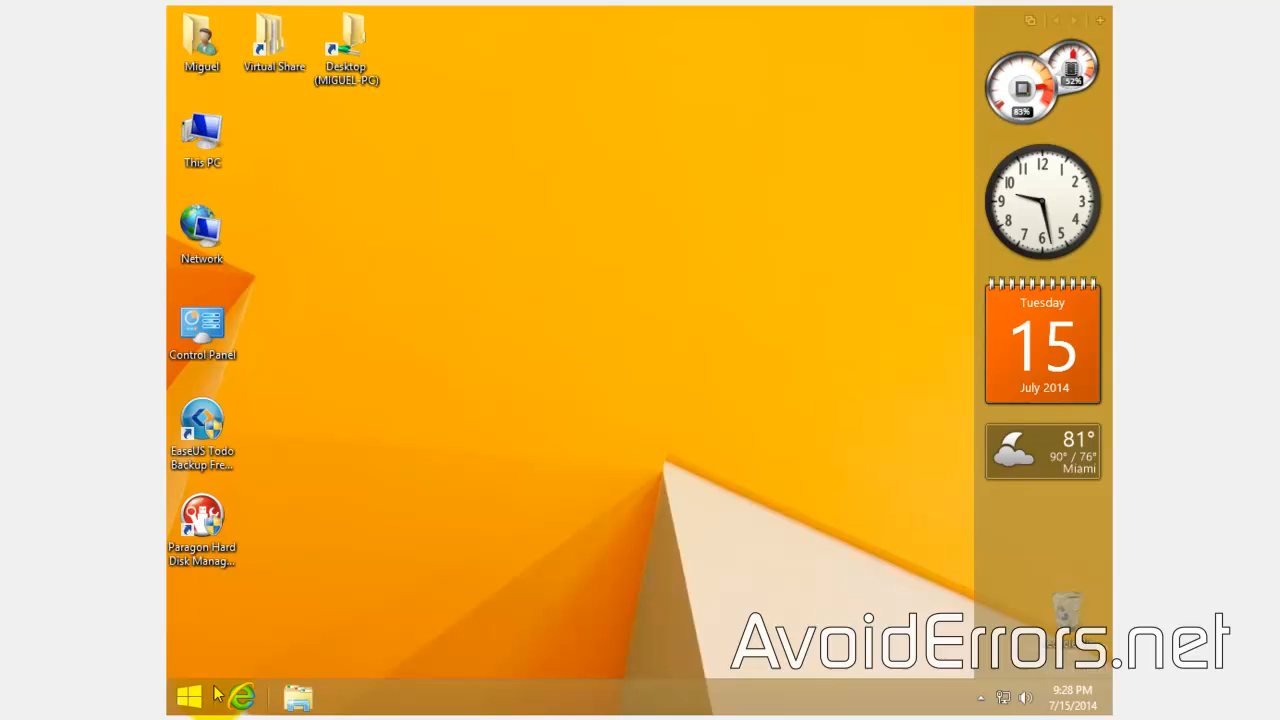 Miguel
Virtual Share
Desktop
(MIGUEL-PC)
This PC
Network
Control Panel
EaseUS Todo
Backup Fre...
Paragon Hard
Disk Manag...
52%
83%
12
1
2
3
4
5
6
7
8
9
10
11
Tuesday
15
July 2014
81°
90° / 76°
Miami
AvoidErrors.net
9:28 PM
7/15/2014